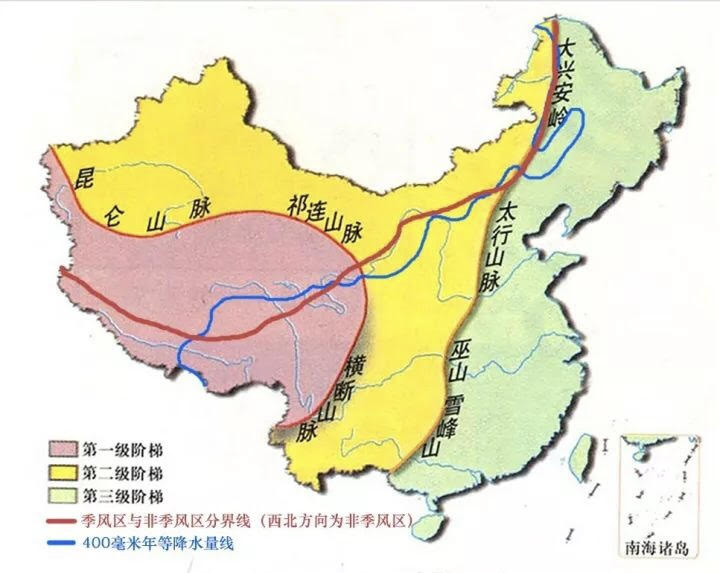 大兴安岭
昆仑山脉
祁连山脉
太行山脉
横断山脉
巫山
雪峰山
第一级阶梯
第二级阶梯
第三级阶梯
季风区与非季风区分界线（西北方向为非季风区）
400毫米年等降水量线
南海诸岛